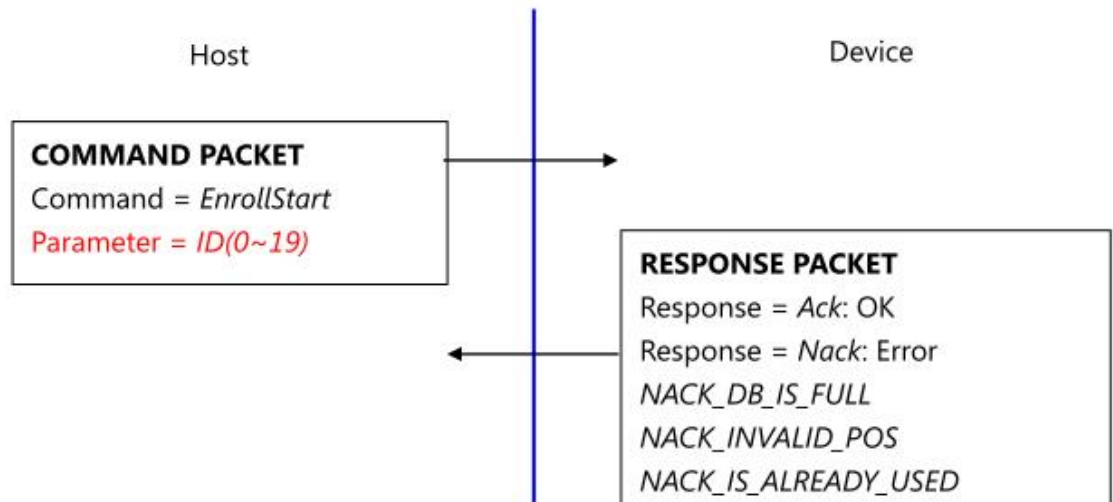 Host
Device
COMMAND PACKET
Command = EnrollStart
Parameter = ID(0~19)
RESPONSE PACKET
Response = Ack: OK
Response = Nack: Error
NACK_DB_IS_FULL
NACK_INVALID_POS
NACK_IS_ALREADY_USED